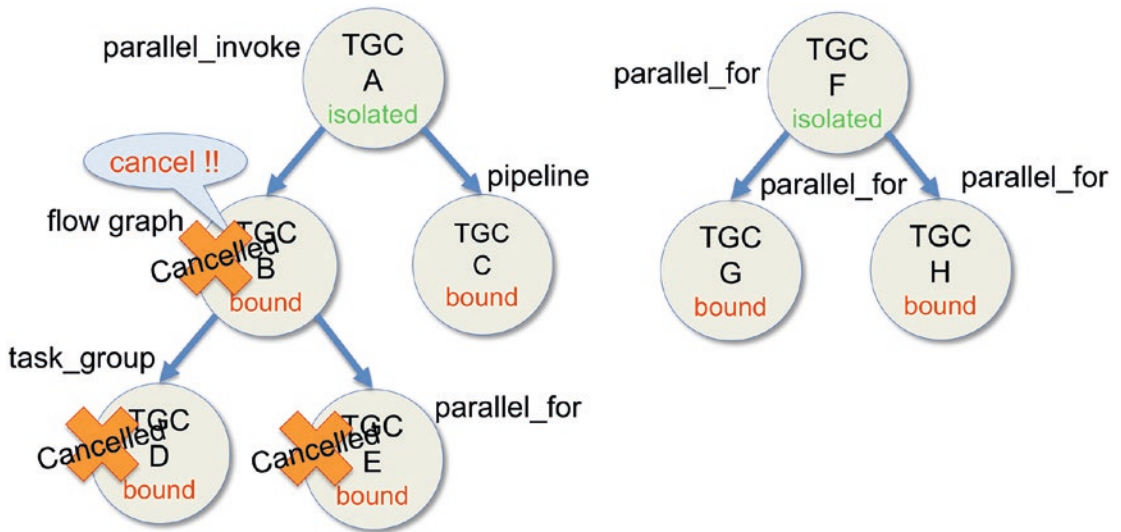 parallel_invoke
TGC
A
isolated
cancel !!
flow graph
TGC
Cancelled
B
bound
pipeline
TGC
C
bound
task_group
TGC
Cancelled
D
bound
parallel_for
TGC
Cancelled
E
bound
parallel_for
TGC
F
isolated
parallel_for
TGC
G
bound
parallel_for
TGC
H
bound